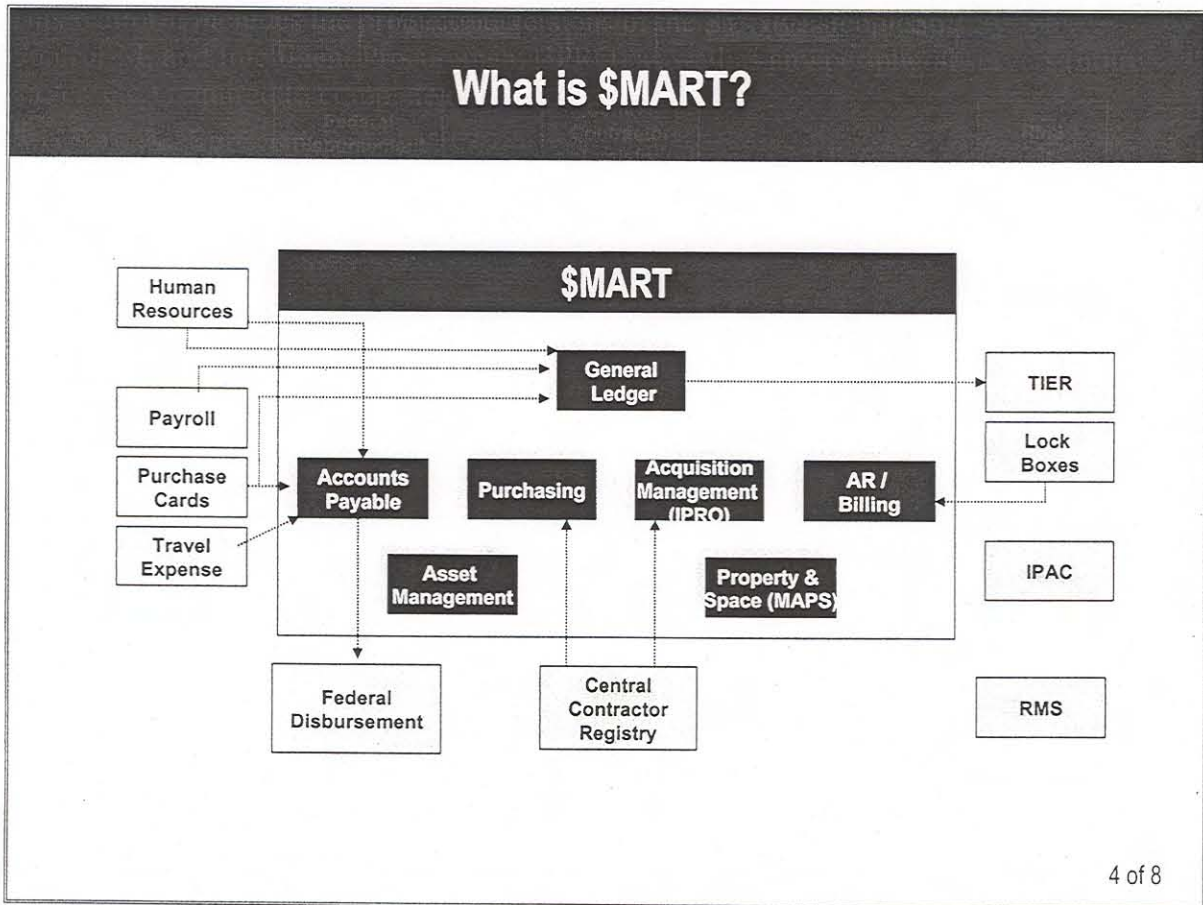 What is $MART?
$MART
Human
Resources
General
Ledger
TIER
Payroll
Lock
Boxes
Purchase
Cards
Accounts
Payable
Purchasing
Acquisition
Management
(IPRO)
AR /
Billing
Travel
Expense
Asset
Management
Property &
Space (MAPS)
IPAC
Federal
Disbursement
Central
Contractor
Registry
RMS
4 of 8